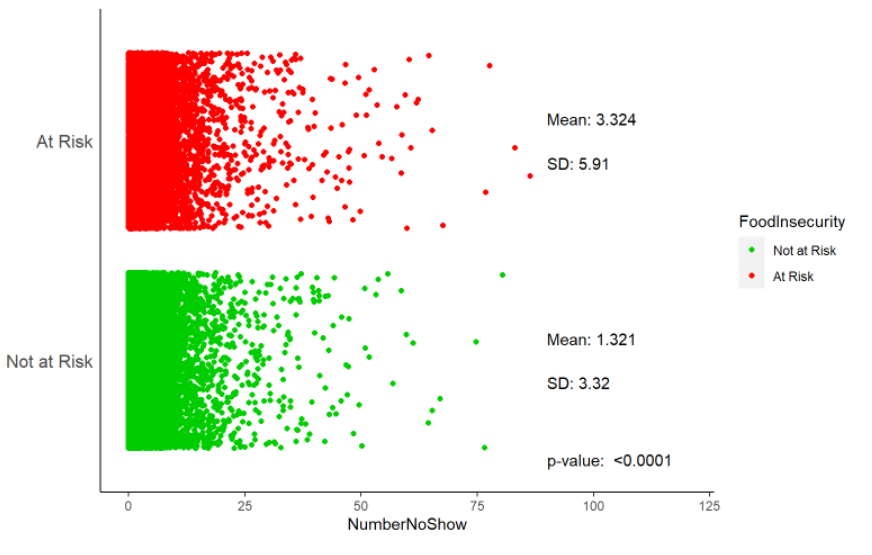 At Risk
Mean: 3.324
SD: 5.91
FoodInsecurity
Not at Risk
At Risk
Not at Risk
Mean: 1.321
SD: 3.32
p-value: <0.0001
0 25 50 75 100 125
NumberNoShow